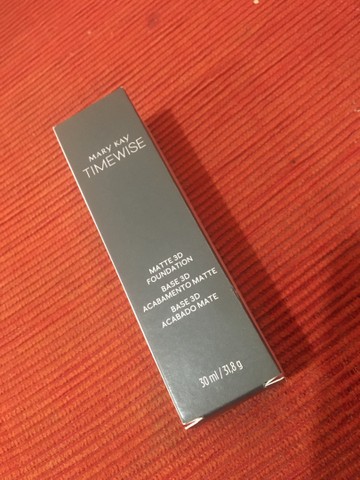 MARY KAY
TIMEWISE
MATTE 3D
FOUNDATION
BASE 3D
ACABAMENTO MATTE
BASE 3D
ACABADO MATE
30 ml / 31,8 g